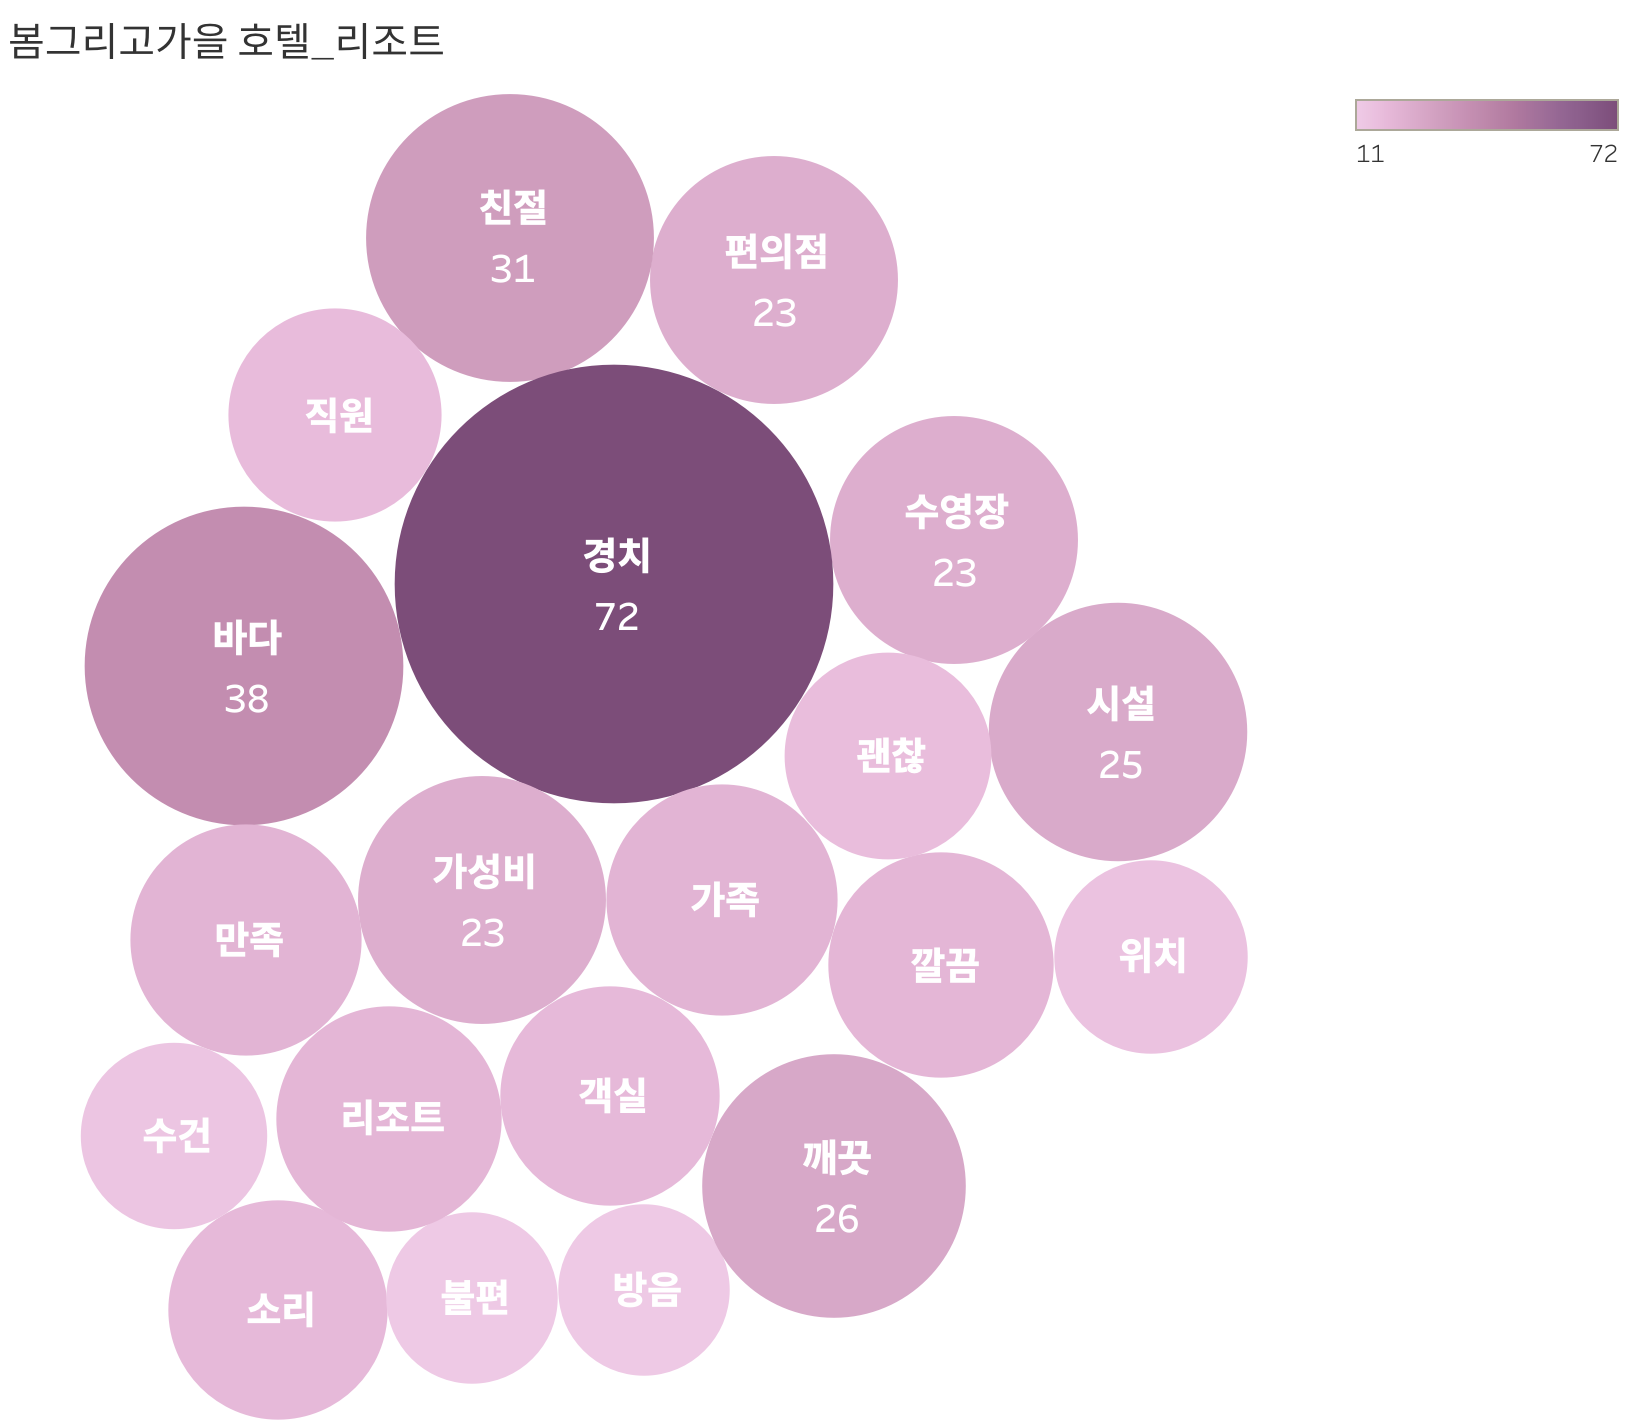 봄그리고가을 호텔_리조트
11
72
친절
31
편의점
23
직원
경치
72
수영장
23
바다
38
시설
25
괜찮
가성비
23
가족
만족
깔끔
위치
수건
리조트
객실
깨끗
26
소리
불편
방음